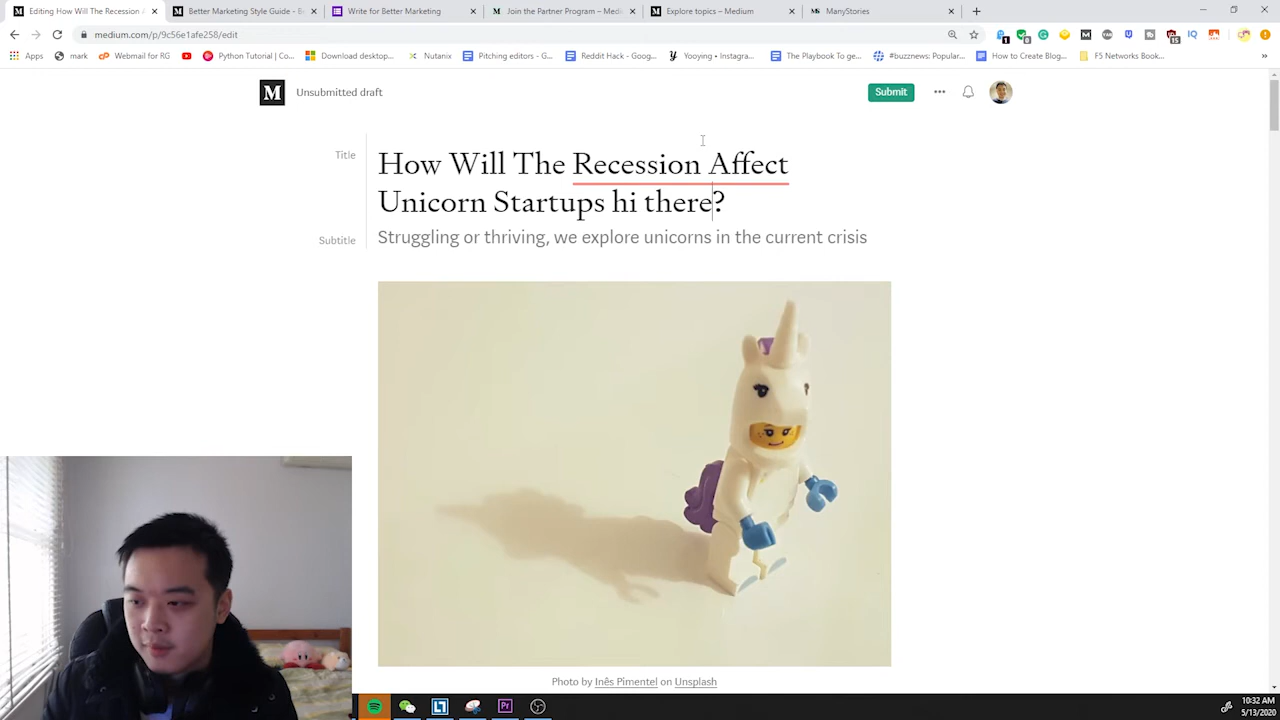 Editing How Will The Recession A
Better Marketing Style Guide - B
Write for Better Marketing
Join the Partner Program – Medi
Explore topics – Medium
ManyStories
medium.com/p/9c56e1afe258/edit
Apps
mark
Webmail for RG
Python Tutorial | Co...
Download desktop...
Nutanix
Pitching editors - G...
Reddit Hack - Goog...
Yooying • Instagra...
The Playbook To ge...
#buzznews: Popular...
How to Create Blog...
F5 Networks Book...
M
Unsubmitted draft
Submit
Title
How Will The Recession Affect
Unicorn Startups hi there?
Subtitle
Struggling or thriving, we explore unicorns in the current crisis
Photo by Inês Pimentel on Unsplash
10:32 AM
5/13/2020